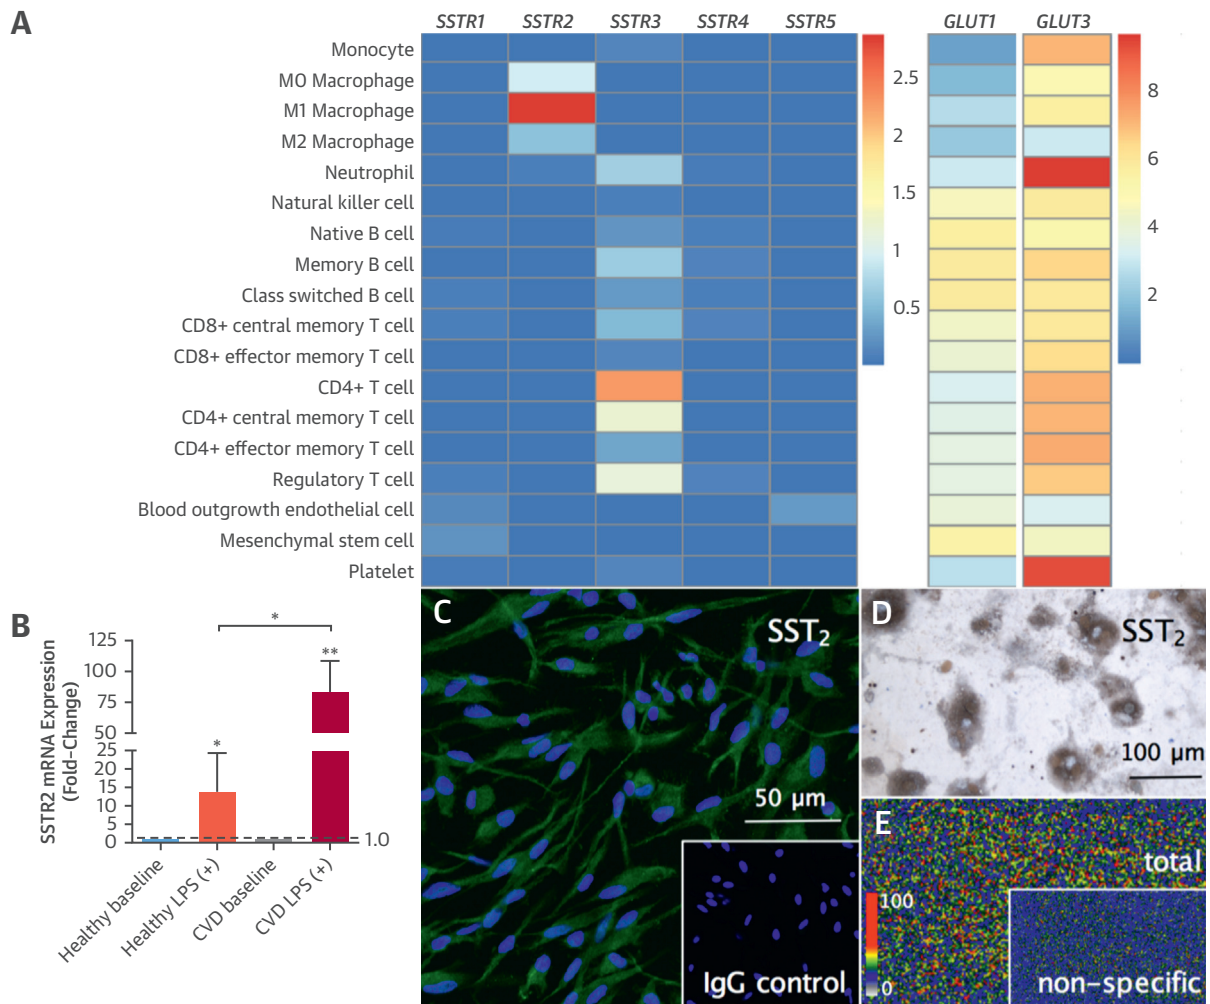 A
SSTR1 SSTR2 SSTR3 SSTR4 SSTR5 GLUT1 GLUT3
Monocyte
M0 Macrophage
M1 Macrophage
M2 Macrophage
Neutrophil
Natural killer cell
Native B cell
Memory B cell
Class switched B cell
CD8+ central memory T cell
CD8+ effector memory T cell
CD4+ T cell
CD4+ central memory T cell
CD4+ effector memory T cell
Regulatory T cell
Blood outgrowth endothelial cell
Mesenchymal stem cell
Platelet
2.5
2
1.5
1
0.5
8
6
4
2
B
SSTR2 mRNA Expression
(Fold-Change)
125
100
75
50
25
20
15
10
5
0
*
*
**
1.0
Healthy baseline
Healthy LPS (+)
CVD baseline
CVD LPS (+)
C
SST₂
50 μm
IgG control
D
SST₂
100 μm
E
total
100
0
non-specific